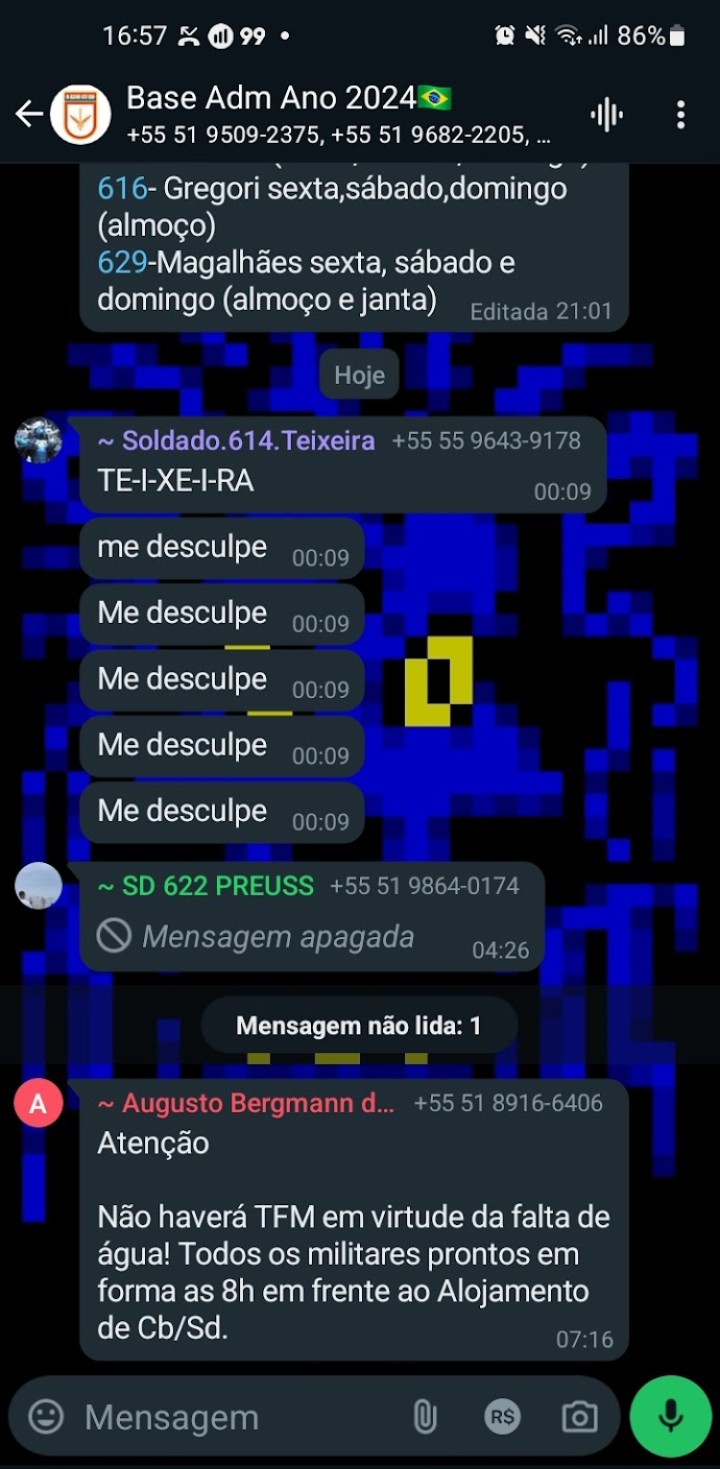 16:57 99 86%
Base Adm Ano 2024
+55 51 9509-2375, +55 51 9682-2205, ...
616- Gregori sexta,sábado,domingo
(almoço)
629-Magalhães sexta, sábado e
domingo (almoço e janta) Editada 21:01
Hoje
~ Soldado.614.Teixeira +55 55 9643-9178
TE-I-XE-I-RA 00:09
me desculpe 00:09
Me desculpe 00:09
Me desculpe 00:09
Me desculpe 00:09
Me desculpe 00:09
~ SD 622 PREUSS +55 51 9864-0174
Mensagem apagada 04:26
Mensagem não lida: 1
A ~ Augusto Bergmann d... +55 51 8916-6406
Atenção
Não haverá TFM em virtude da falta de
água! Todos os militares prontos em
forma as 8h em frente ao Alojamento
de Cb/Sd. 07:16
Mensagem R$